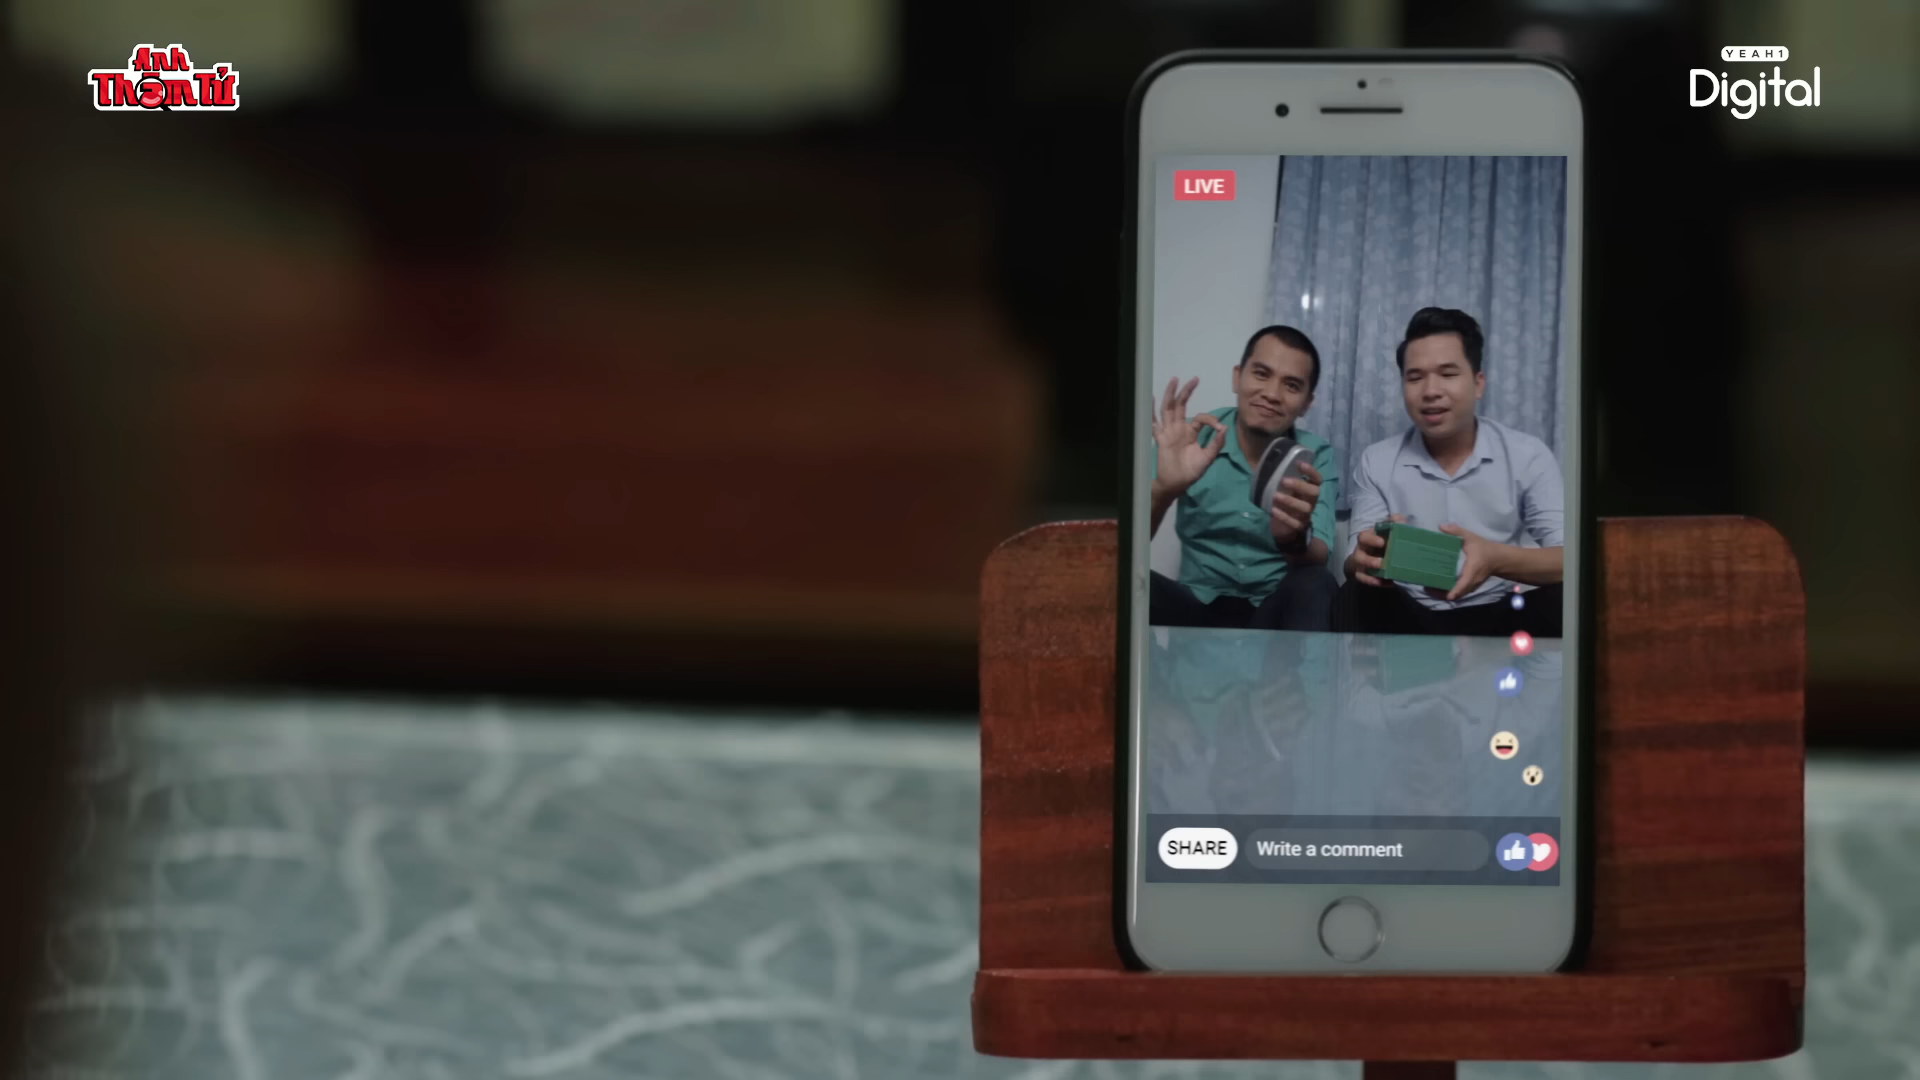 Anh
Thám Tử
YEAH1
Digital
LIVE
SHARE
Write a comment